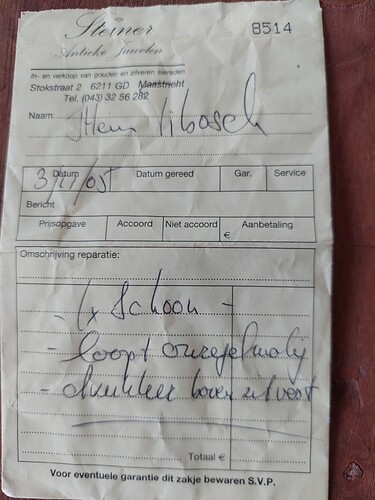 Steiner 8514
Antieke Juwelen
In- en verkoop van gouden en zilveren sieraden
Stokstraat 2 6211 GD Maastricht
Tel. (043) 32 56 282
Naam:
Datum Datum gereed Gar. Service
3/11/05
Bericht
Prijsopgave Accoord Niet accoord Aanbetaling
€
Omschrijving reparatie:
- 1x Schoon -
- loopt onregelmatig
Totaal €
Voor eventuele garantie dit zakje bewaren S.V.P.